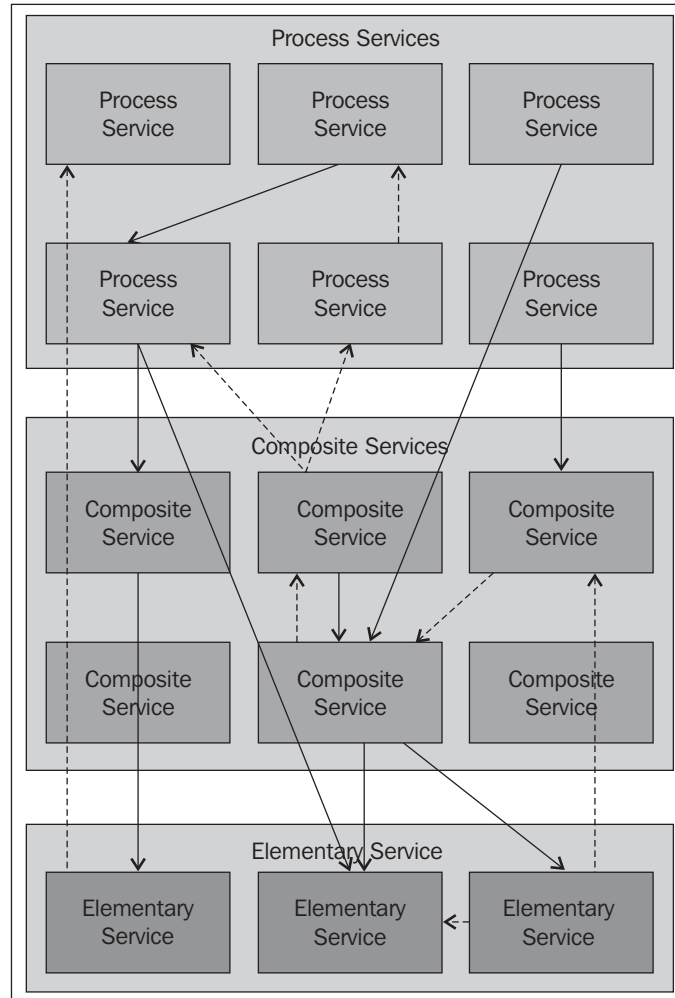 Process Services
Process
Service
Process
Service
Process
Service
Process
Service
Process
Service
Process
Service
Composite Services
Composite
Service
Composite
Service
Composite
Service
Composite
Service
Composite
Service
Composite
Service
Elementary Service
Elementary
Service
Elementary
Service
Elementary
Service